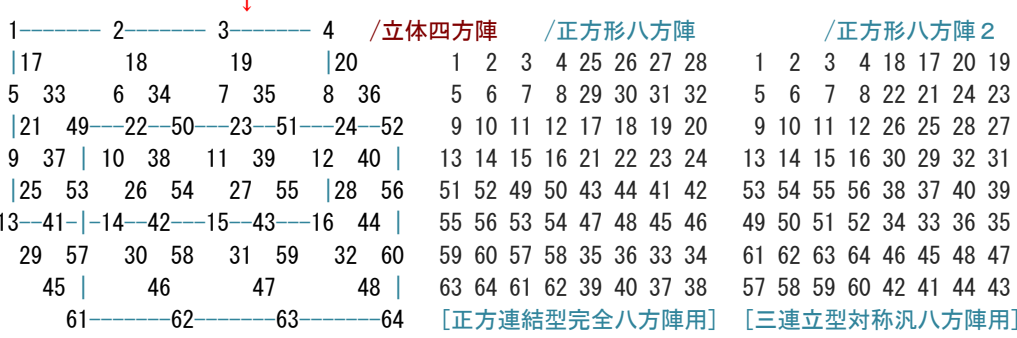 ↓
1------- 2------- 3------- 4 /立体四方陣 /正方形八方陣 /正方形八方陣２
|17 18 19 |20 1 2 3 4 25 26 27 28 1 2 3 4 18 17 20 19
5 33 6 34 7 35 8 36 5 6 7 8 29 30 31 32 5 6 7 8 22 21 24 23
|21 49---22--50---23--51---24--52 9 10 11 12 17 18 19 20 9 10 11 12 26 25 28 27
9 37 | 10 38 11 39 12 40 | 13 14 15 16 21 22 23 24 13 14 15 16 30 29 32 31
|25 53 26 54 27 55 |28 56 51 52 49 50 43 44 41 42 53 54 55 56 38 37 40 39
13--41-|-14--42---15--43---16 44 | 55 56 53 54 47 48 45 46 49 50 51 52 34 33 36 35
29 57 30 58 31 59 32 60 59 60 57 58 35 36 33 34 61 62 63 64 46 45 48 47
45 | 46 47 48 | 63 64 61 62 39 40 37 38 57 58 59 60 42 41 44 43
61-------62-------63-------64 [正方連結型完全八方陣用] [三連立型対称汎八方陣用]